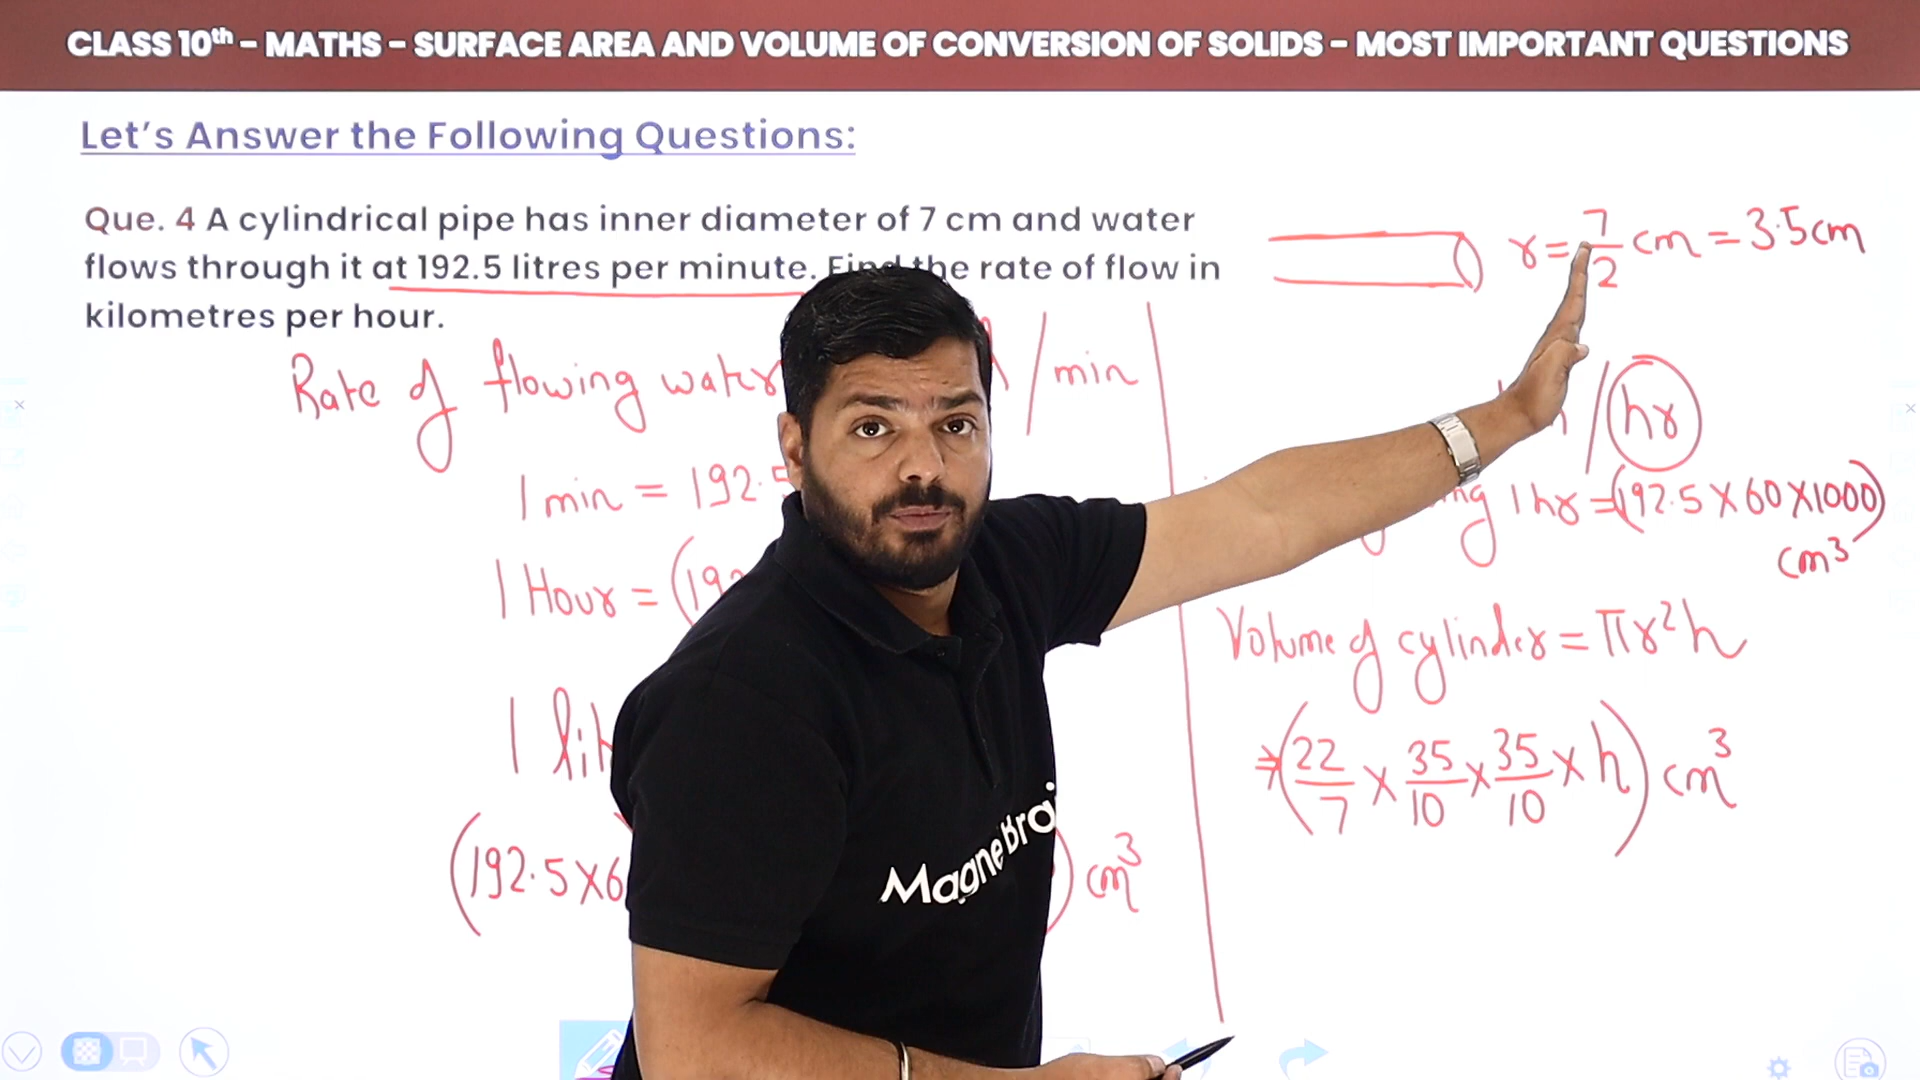 CLASS 10th - MATHS - SURFACE AREA AND VOLUME OF CONVERSION OF SOLIDS - MOST IMPORTANT QUESTIONS
Let's Answer the Following Questions:
Que. 4 A cylindrical pipe has inner diameter of 7 cm and water
flows through it at 192.5 litres per minute. Find the rate of flow in
kilometres per hour.
r = 7/2 cm = 3.5cm
Rate of flowing water / min
/ hr
1 min = 192.5
1 hr = (192.5 × 60 × 1000)
cm³
1 Hour = (19
Volume of cylinder = πr²h
1 lit
⇒ (22/7 × 35/10 × 35/10 × h) cm³
(192.5 × 6 ) cm³
Magne Brai